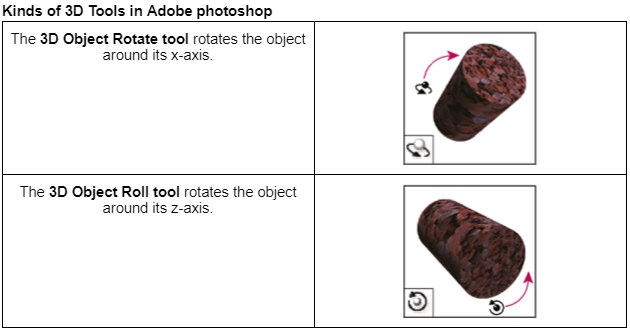 Kinds of 3D Tools in Adobe photoshop
The 3D Object Rotate tool rotates the object
around its x-axis.
The 3D Object Roll tool rotates the object
around its z-axis.